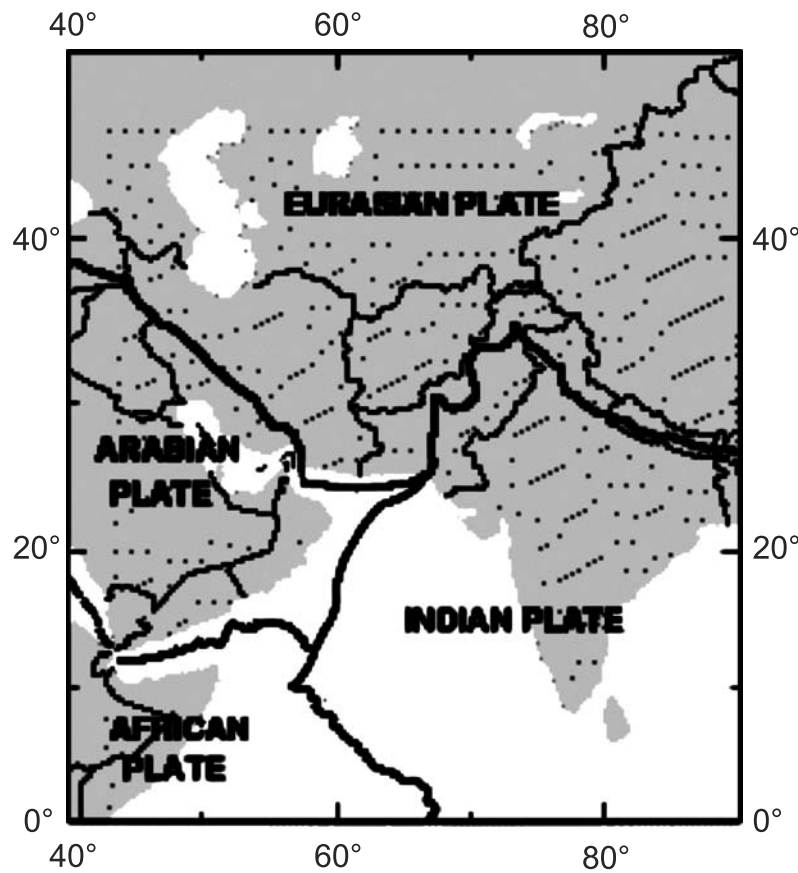 40° 60° 80°
EURASIAN PLATE
40° 40°
ARABIAN
PLATE
20° 20°
INDIAN PLATE
AFRICAN
PLATE
0° 0°
40° 60° 80°